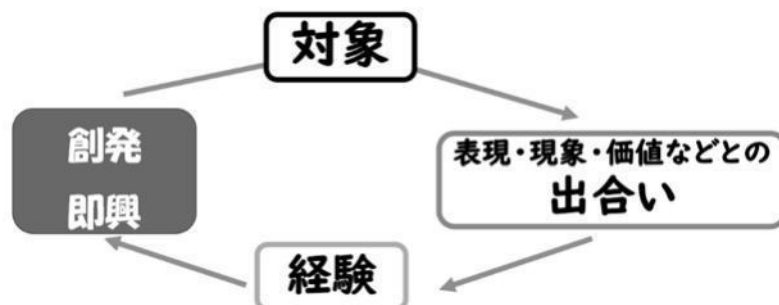 対象
創発
即興
表現・現象・価値などとの
出合い
経験